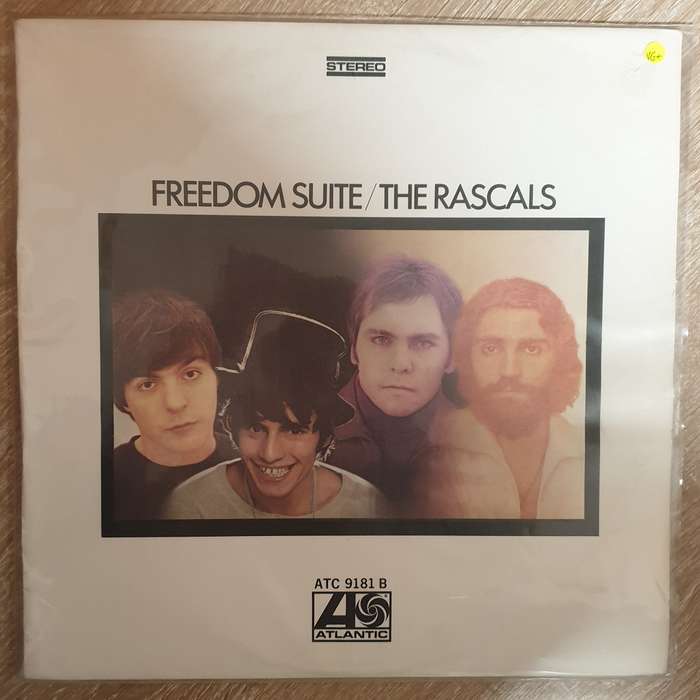 STEREO
VG+
FREEDOM SUITE/THE RASCALS
ATC 9181 B
ATLANTIC